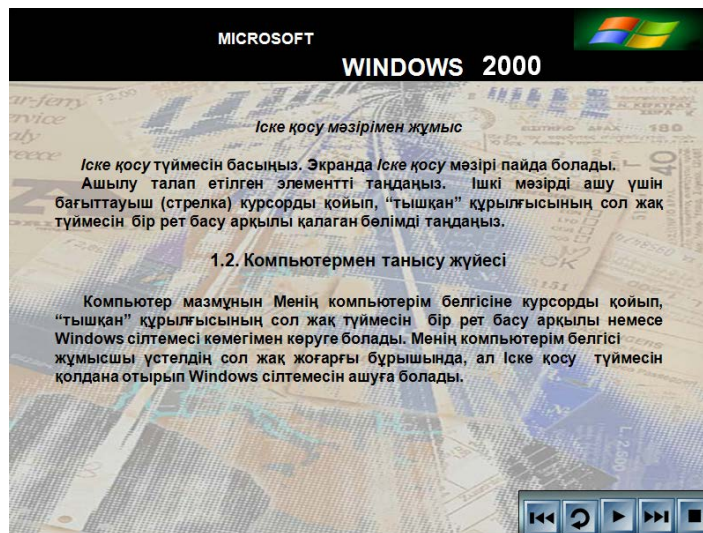 MICROSOFT
WINDOWS 2000
Іске қосу мәзірімен жұмыс
Іске қосу түймесін басыңыз. Экранда Іске қосу мәзірі пайда болады.
Ашылу талап етілген элементті таңдаңыз. Ішкі мәзірді ашу үшін
бағыттауыш (стрелка) курсорды қойып, “тышқан” құрылғысының сол жақ
түймесін бір рет басу арқылы қалаған бөлімді таңдаңыз.
1.2. Компьютермен танысу жүйесі
Компьютер мазмұнын Менің компьютерім белгісіне курсорды қойып,
“тышқан” құрылғысының сол жақ түймесін бір рет басу арқылы немесе
Windows сілтемесі көмегімен көруге болады. Менің компьютерім белгісі
жұмысшы үстелдің сол жақ жоғарғы бұрышында, ал Іске қосу түймесін
қолдана отырып Windows сілтемесін ашуға болады.